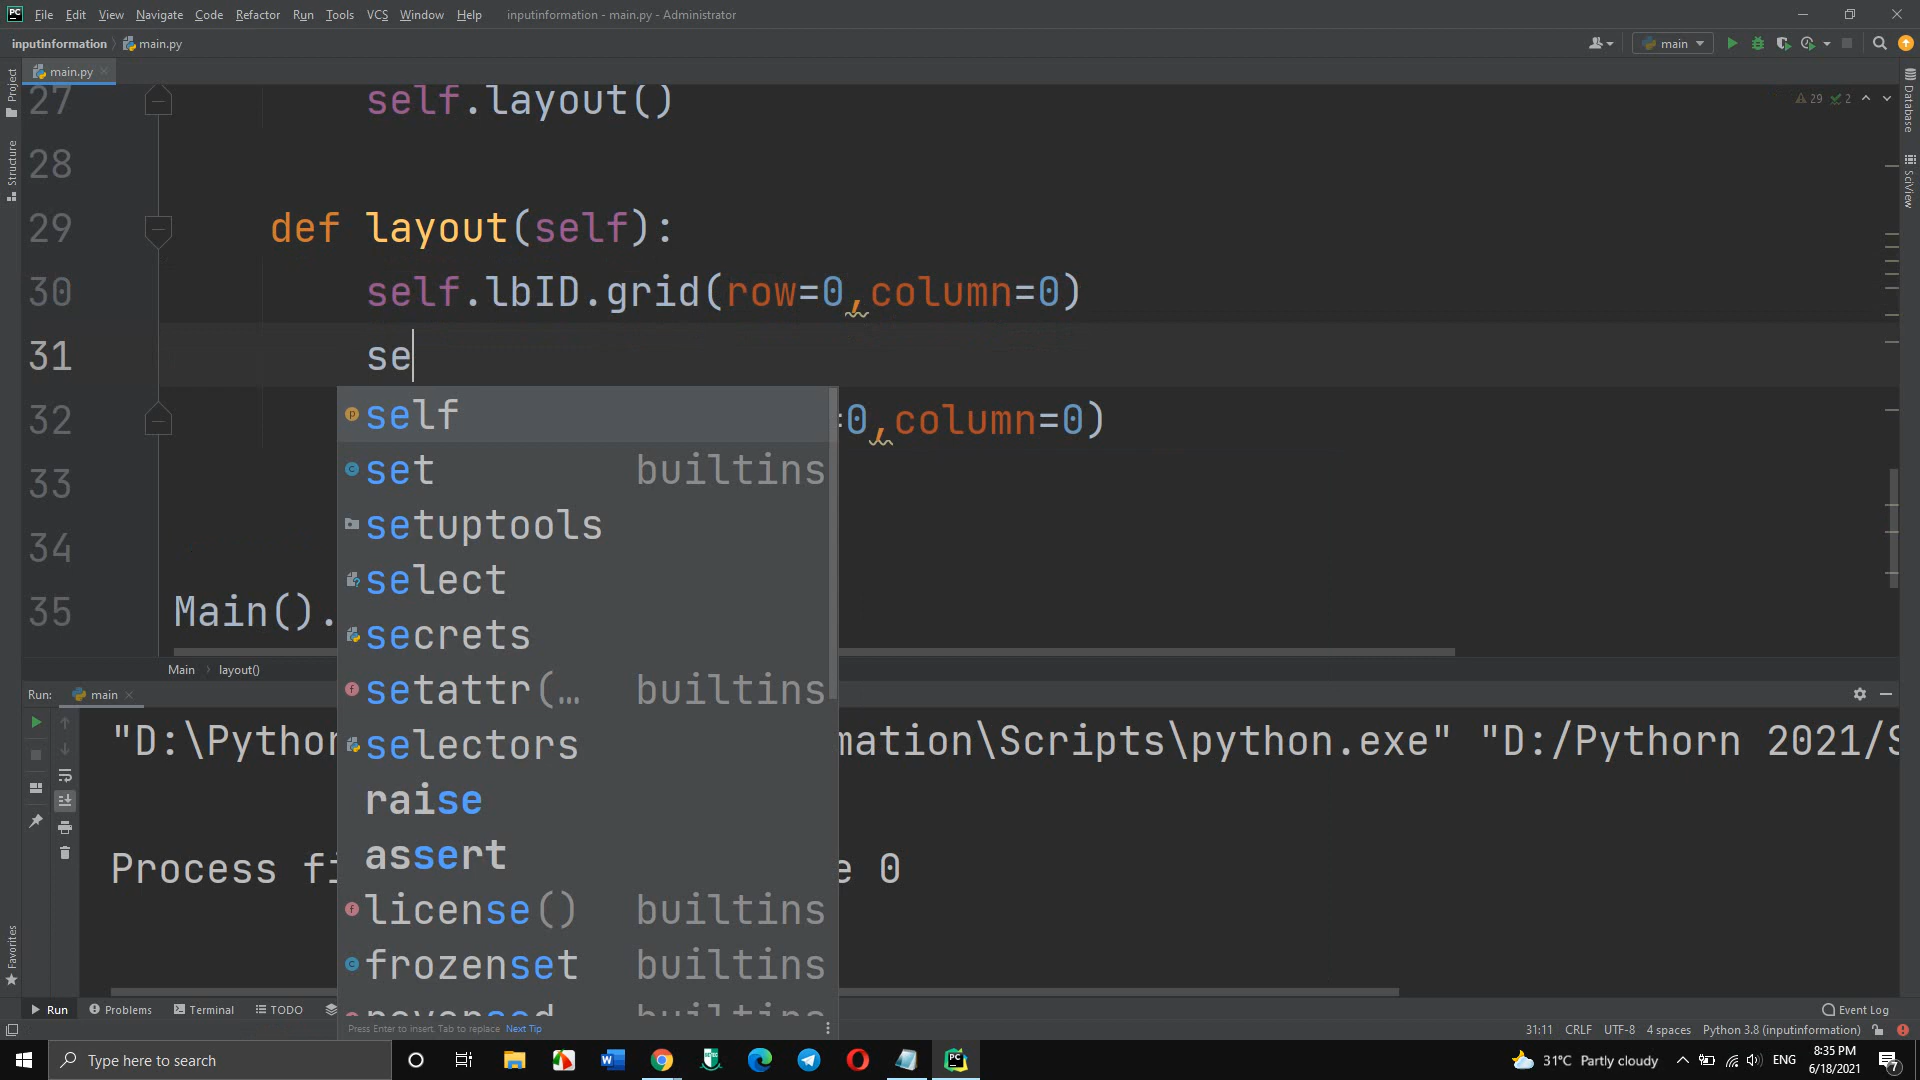 File Edit View Navigate Code Refactor Run Tools VCS Window Help inputinformation - main.py - Administrator
inputinformation main.py main
main.py
Project
Structure
Favorites
Database
SciView
29 2
27 self.layout()
28
29 def layout(self):
30 self.lbID.grid(row=0,column=0)
31 se
32 =0,column=0)
33
34
35 Main().
self
set builtins
setuptools
select
secrets
setattr(… builtins
selectors
raise
assert
license() builtins
frozenset builtins
Press Enter to insert, Tab to replace Next Tip
Main layout()
Run: main
"D:\Python mation\Scripts\python.exe" "D:/Pythorn 2021/S
Process fi e 0
Run Problems Terminal TODO Event Log
31:11 CRLF UTF-8 4 spaces Python 3.8 (inputinformation)
Type here to search 31°C Partly cloudy ENG 8:35 PM
6/18/2021 7